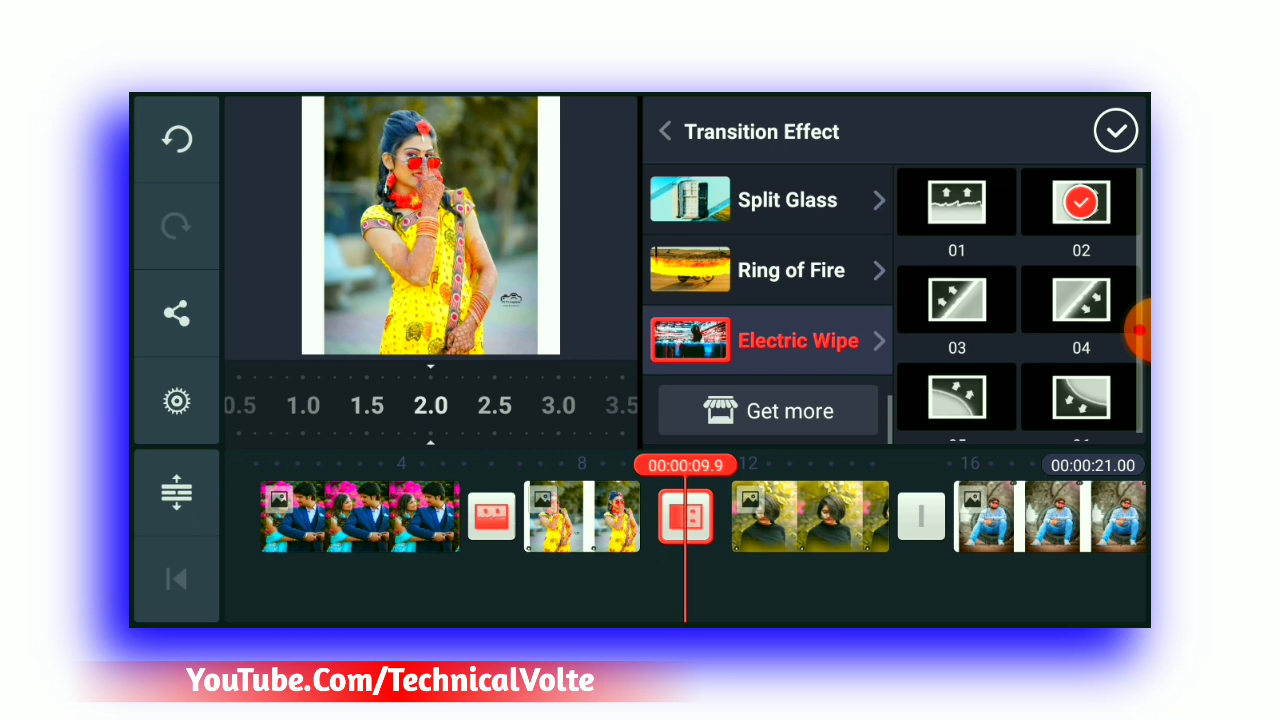 Transition Effect
Split Glass
Ring of Fire
Electric Wipe
Get more
01
02
03
04
0.5 1.0 1.5 2.0 2.5 3.0 3.5
4 8 00:00:09.9 12 16 00:00:21.00
YouTube.Com/TechnicalVolte